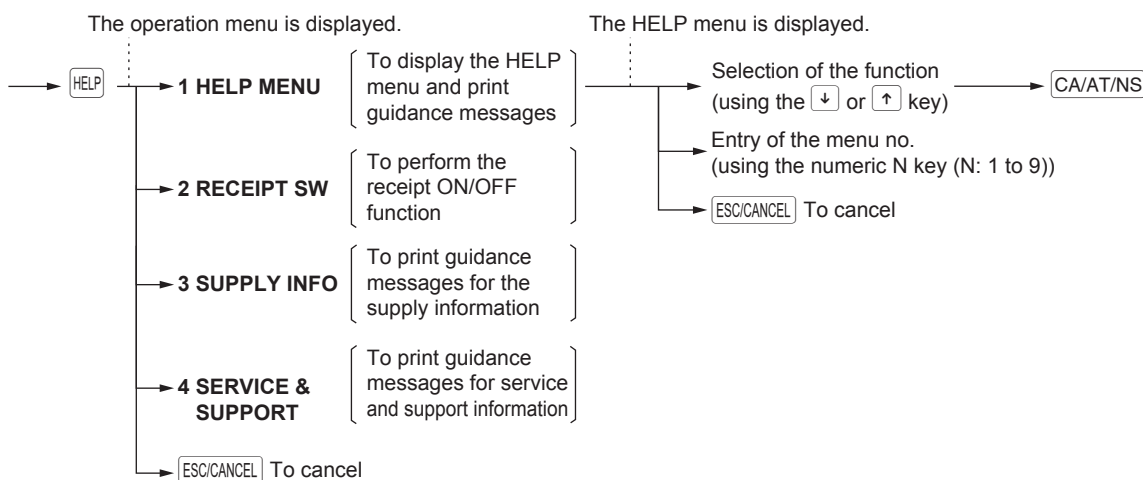 The operation menu is displayed.
The HELP menu is displayed.
HELP
1 HELP MENU
To display the HELP
menu and print
guidance messages
Selection of the function
(using the ↓ or ↑ key)
CA/AT/NS
Entry of the menu no.
(using the numeric N key (N: 1 to 9))
ESC/CANCEL To cancel
2 RECEIPT SW
To perform the
receipt ON/OFF
function
3 SUPPLY INFO
To print guidance
messages for the
supply information
4 SERVICE &
SUPPORT
To print guidance
messages for service
and support information
ESC/CANCEL To cancel